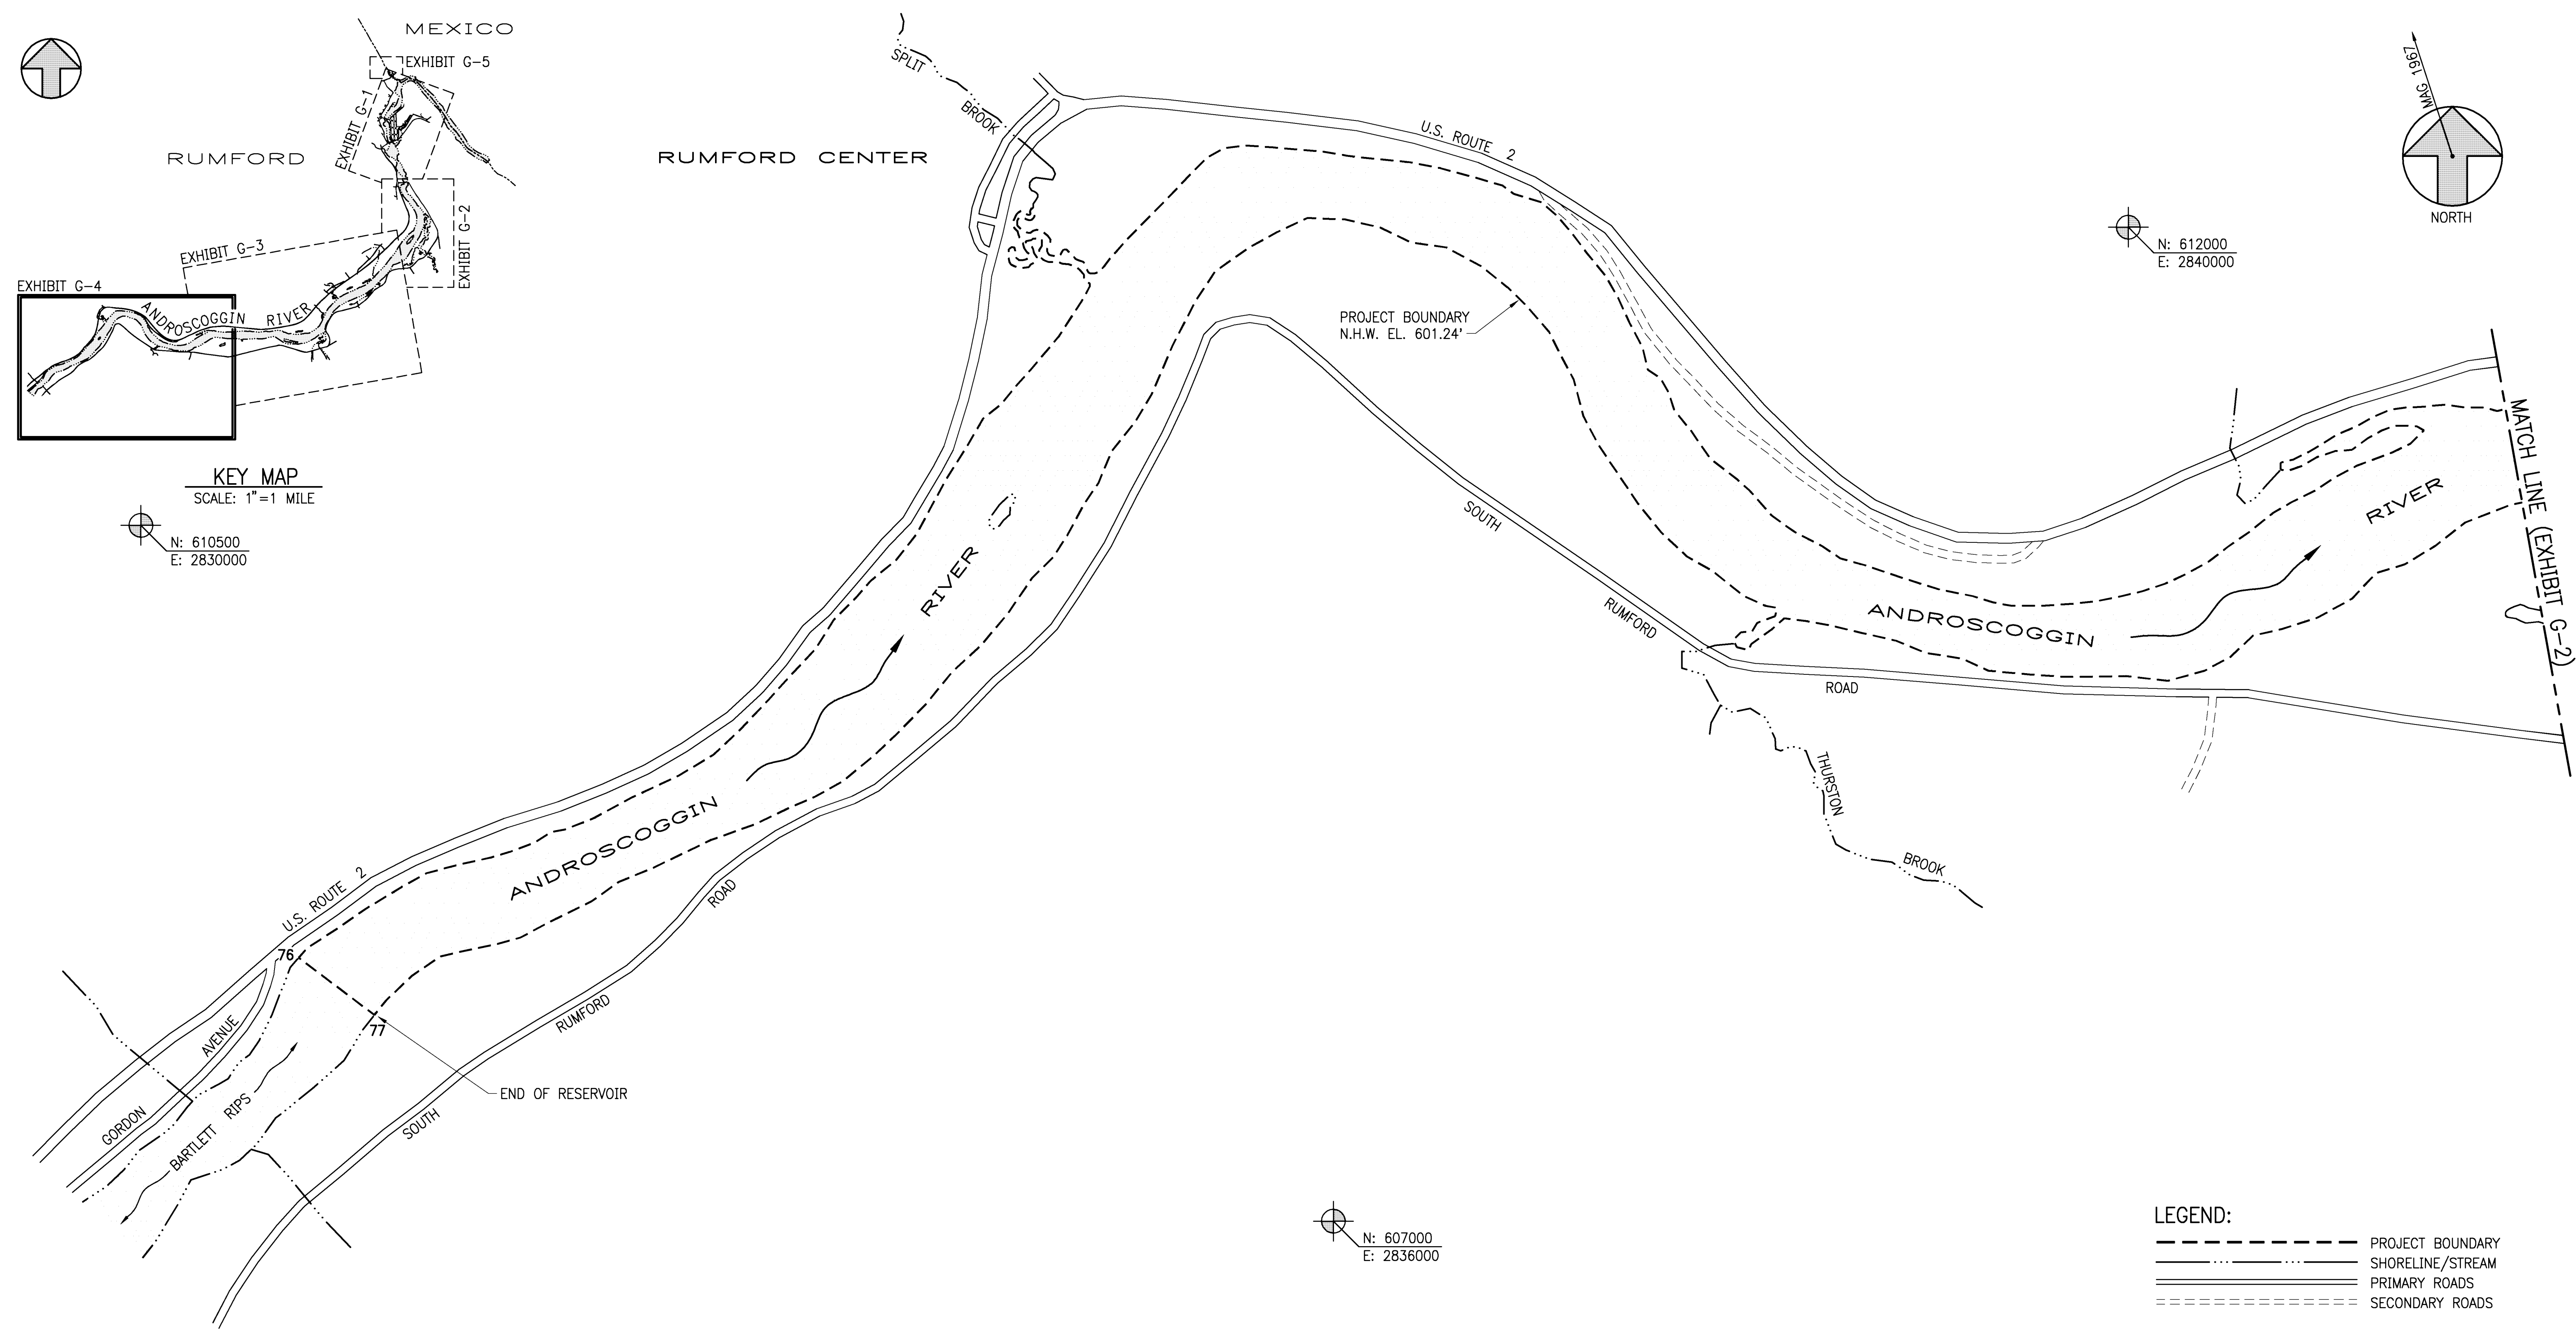 MEXICO
EXHIBIT G-5
EXHIBIT G-1
RUMFORD
EXHIBIT G-2
EXHIBIT G-3
EXHIBIT G-4
ANDROSCOGGIN RIVER
KEY MAP
SCALE: 1"=1 MILE
N: 610500
E: 2830000
RUMFORD CENTER
SPLIT
BROOK
U.S. ROUTE 2
MAG 1967
NORTH
N: 612000
E: 2840000
PROJECT BOUNDARY
N.H.W. EL. 601.24'
MATCH LINE (EXHIBIT G-2)
RIVER
ANDROSCOGGIN
SOUTH
RUMFORD
ROAD
THURSTON
BROOK
RIVER
ANDROSCOGGIN
U.S. ROUTE 2
ROAD
RUMFORD
SOUTH
76
77
END OF RESERVOIR
AVENUE
GORDON
BARTLETT RIPS
N: 607000
E: 2836000
LEGEND:
PROJECT BOUNDARY
SHORELINE/STREAM
PRIMARY ROADS
SECONDARY ROADS